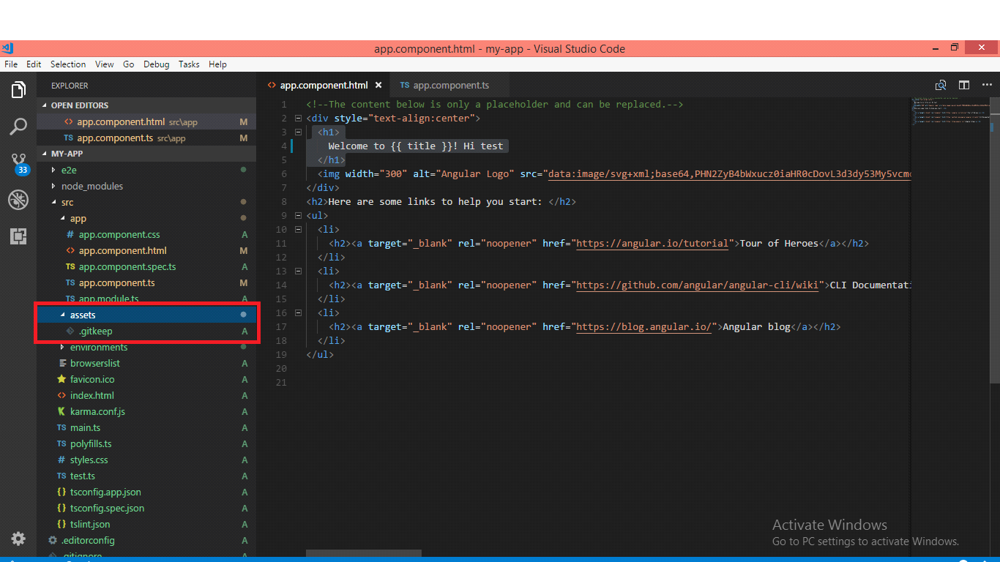 app.component.html - my-app - Visual Studio Code
File Edit Selection View Go Debug Tasks Help
EXPLORER
OPEN EDITORS
<> app.component.html src\app M
TS app.component.ts src\app M
MY-APP
e2e
node_modules
src
app
# app.component.css A
<> app.component.html M
TS app.component.spec.ts A
TS app.component.ts M
TS app.module.ts A
assets
.gitkeep A
environments
browserslist A
favicon.ico A
<> index.html A
K karma.conf.js A
TS main.ts A
TS polyfills.ts A
# styles.css A
TS test.ts A
{} tsconfig.app.json A
{} tsconfig.spec.json A
{} tslint.json A
.editorconfig A
.gitignore A
33
<> app.component.html TS app.component.ts
1 <!--The content below is only a placeholder and can be replaced.-->
2 <div style="text-align:center">
3 <h1>
4 Welcome to {{ title }}! Hi test
5 </h1>
6 <img width="300" alt="Angular Logo" src="data:image/svg+xml;base64,PHN2ZyB4bWxucz0iaHR0cDovL3d3dy53My5vcmc
7 </div>
8 <h2>Here are some links to help you start: </h2>
9 <ul>
10 <li>
11 <h2><a target="_blank" rel="noopener" href="https://angular.io/tutorial">Tour of Heroes</a></h2>
12 </li>
13 <li>
14 <h2><a target="_blank" rel="noopener" href="https://github.com/angular/angular-cli/wiki">CLI Documentati
15 </li>
16 <li>
17 <h2><a target="_blank" rel="noopener" href="https://blog.angular.io/">Angular blog</a></h2>
18 </li>
19 </ul>
20
21
Activate Windows
Go to PC settings to activate Windows.